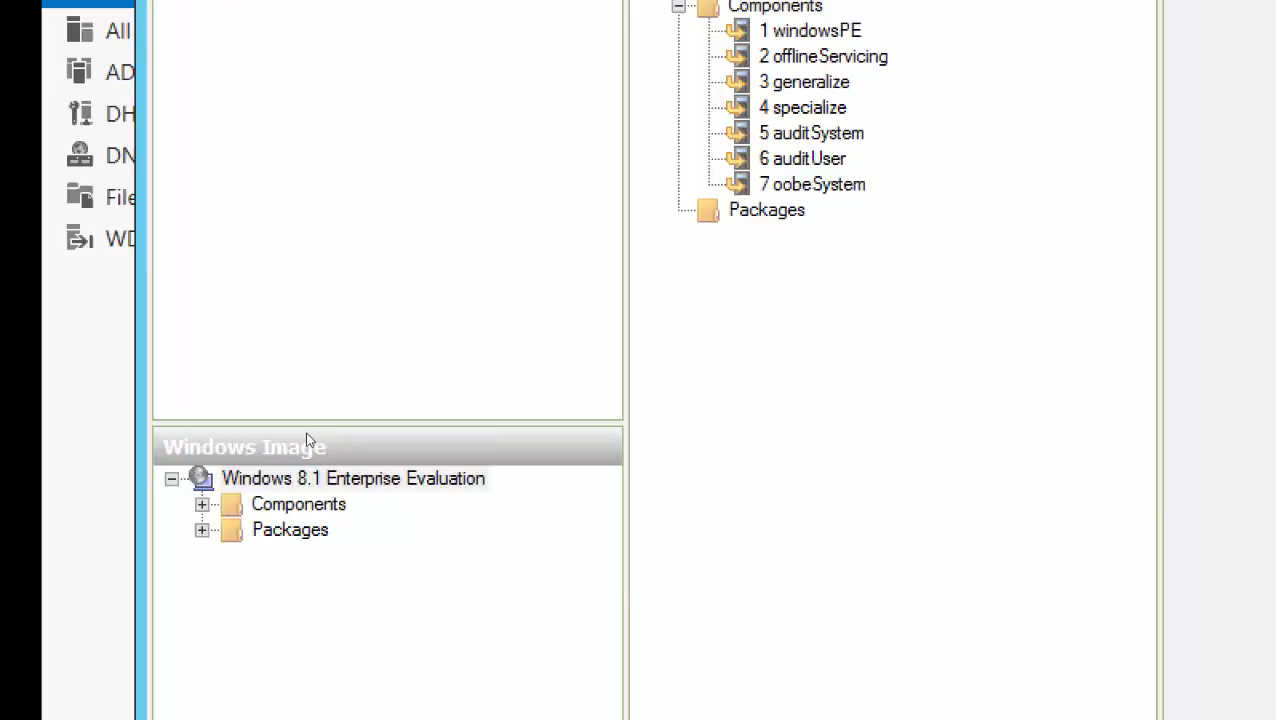 All
AD
DH
DN
File
WD
Components
1 windowsPE
2 offlineServicing
3 generalize
4 specialize
5 auditSystem
6 auditUser
7 oobeSystem
Packages
Windows Image
Windows 8.1 Enterprise Evaluation
Components
Packages